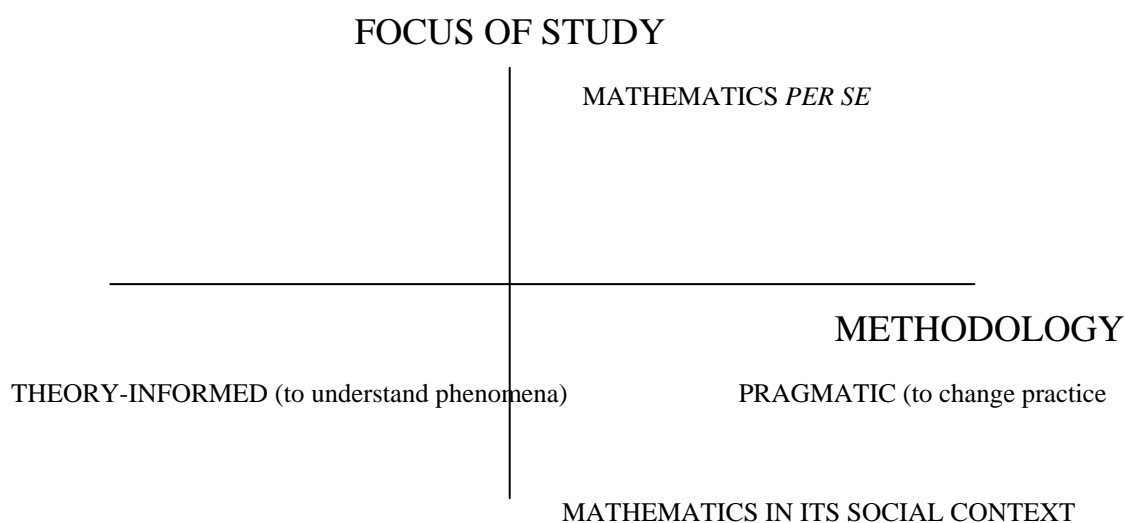 FOCUS OF STUDY
MATHEMATICS PER SE
METHODOLOGY
THEORY-INFORMED (to understand phenomena)
PRAGMATIC (to change practice
MATHEMATICS IN ITS SOCIAL CONTEXT